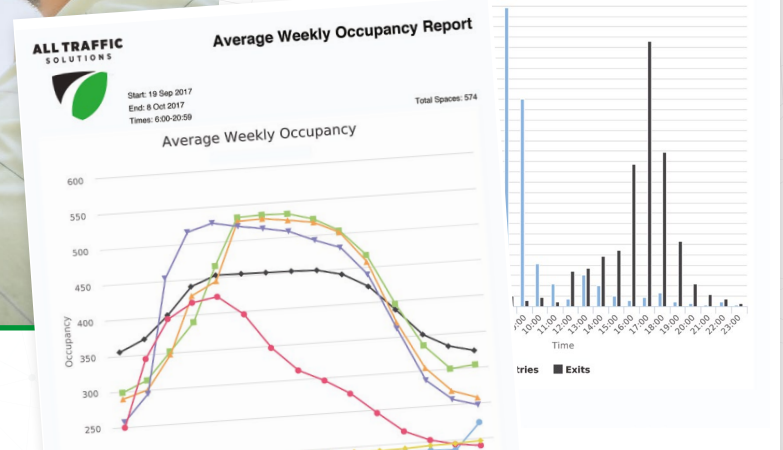 ALL TRAFFIC
SOLUTIONS
Average Weekly Occupancy Report
Start: 19 Sep 2017
End: 8 Oct 2017
Times: 6:00-20:59
Total Spaces: 574
Average Weekly Occupancy
600
550
500
450
400
350
300
250
Occupancy
10:00
11:00
12:00
13:00
14:00
15:00
16:00
17:00
18:00
19:00
20:00
21:00
22:00
23:00
Time
Exits